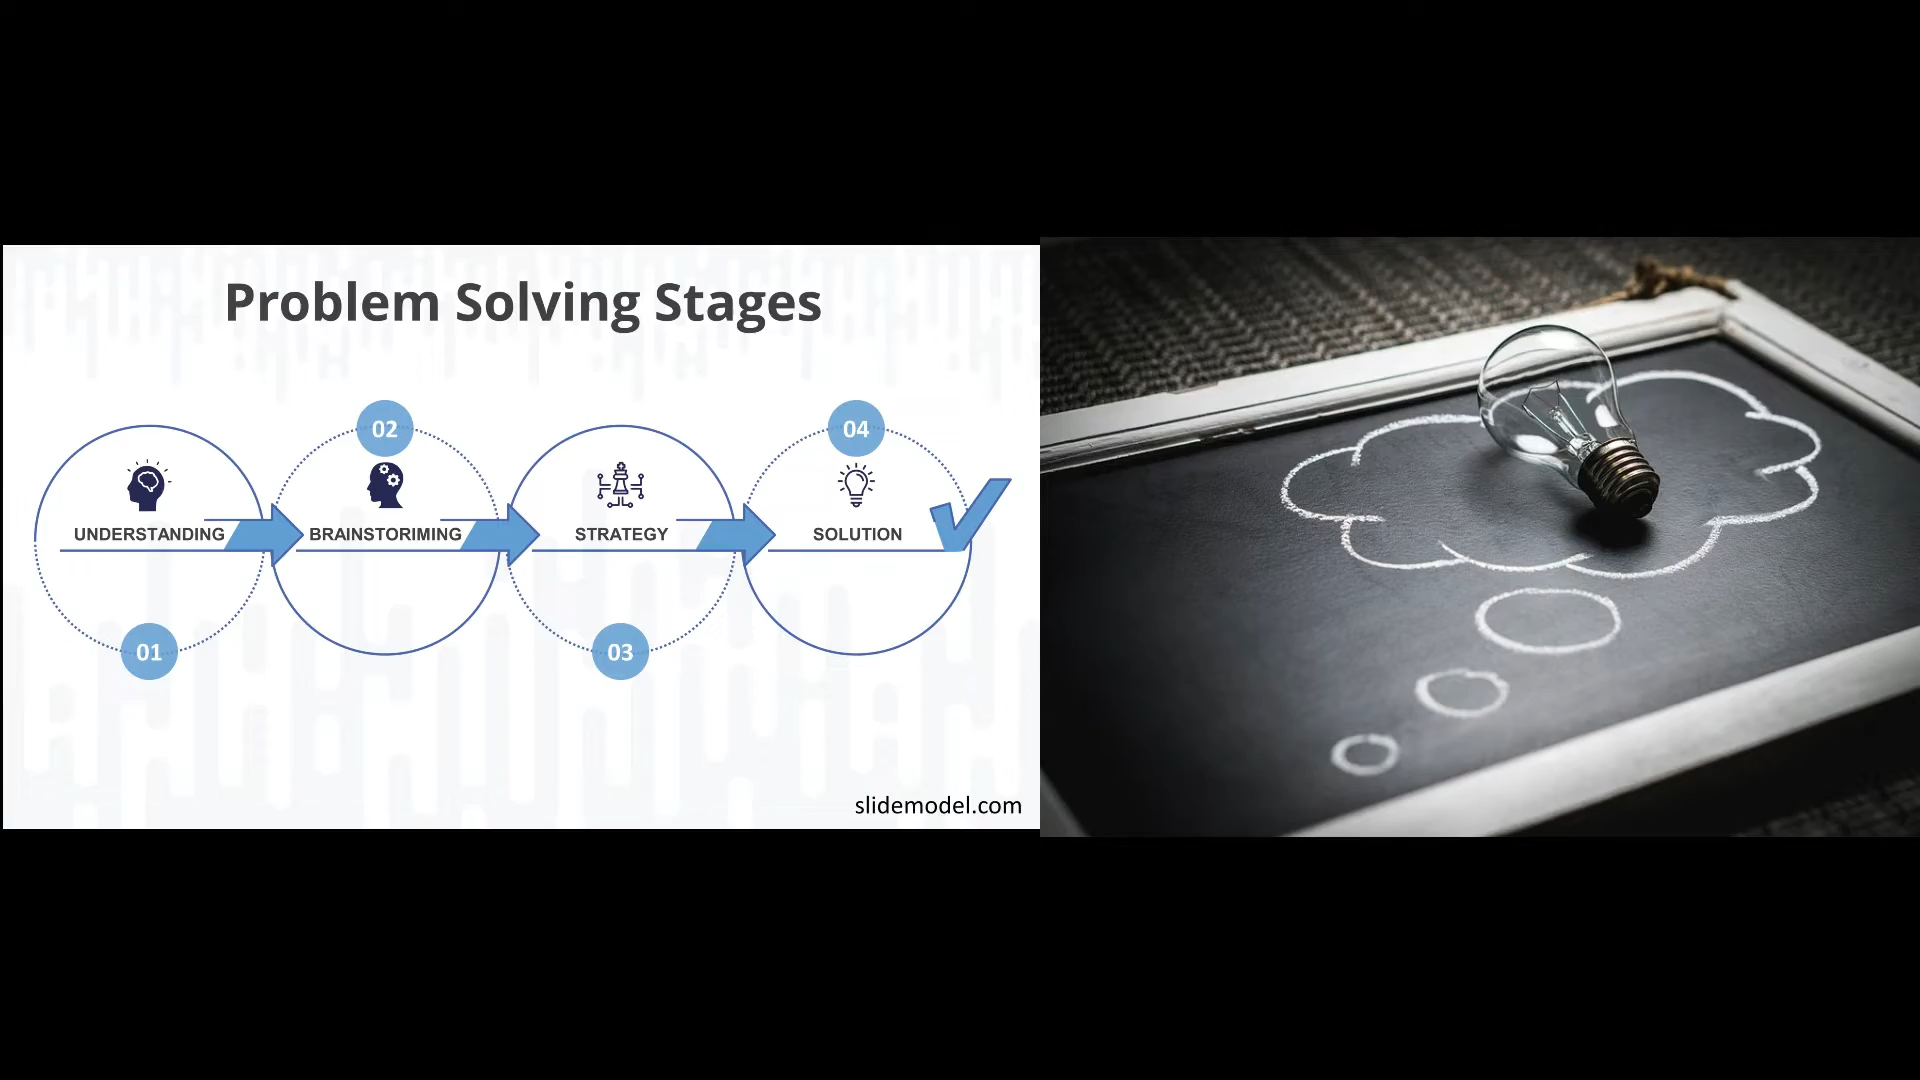 Problem Solving Stages
02
04
UNDERSTANDING
BRAINSTORIMING
STRATEGY
SOLUTION
01
03
slidemodel.com